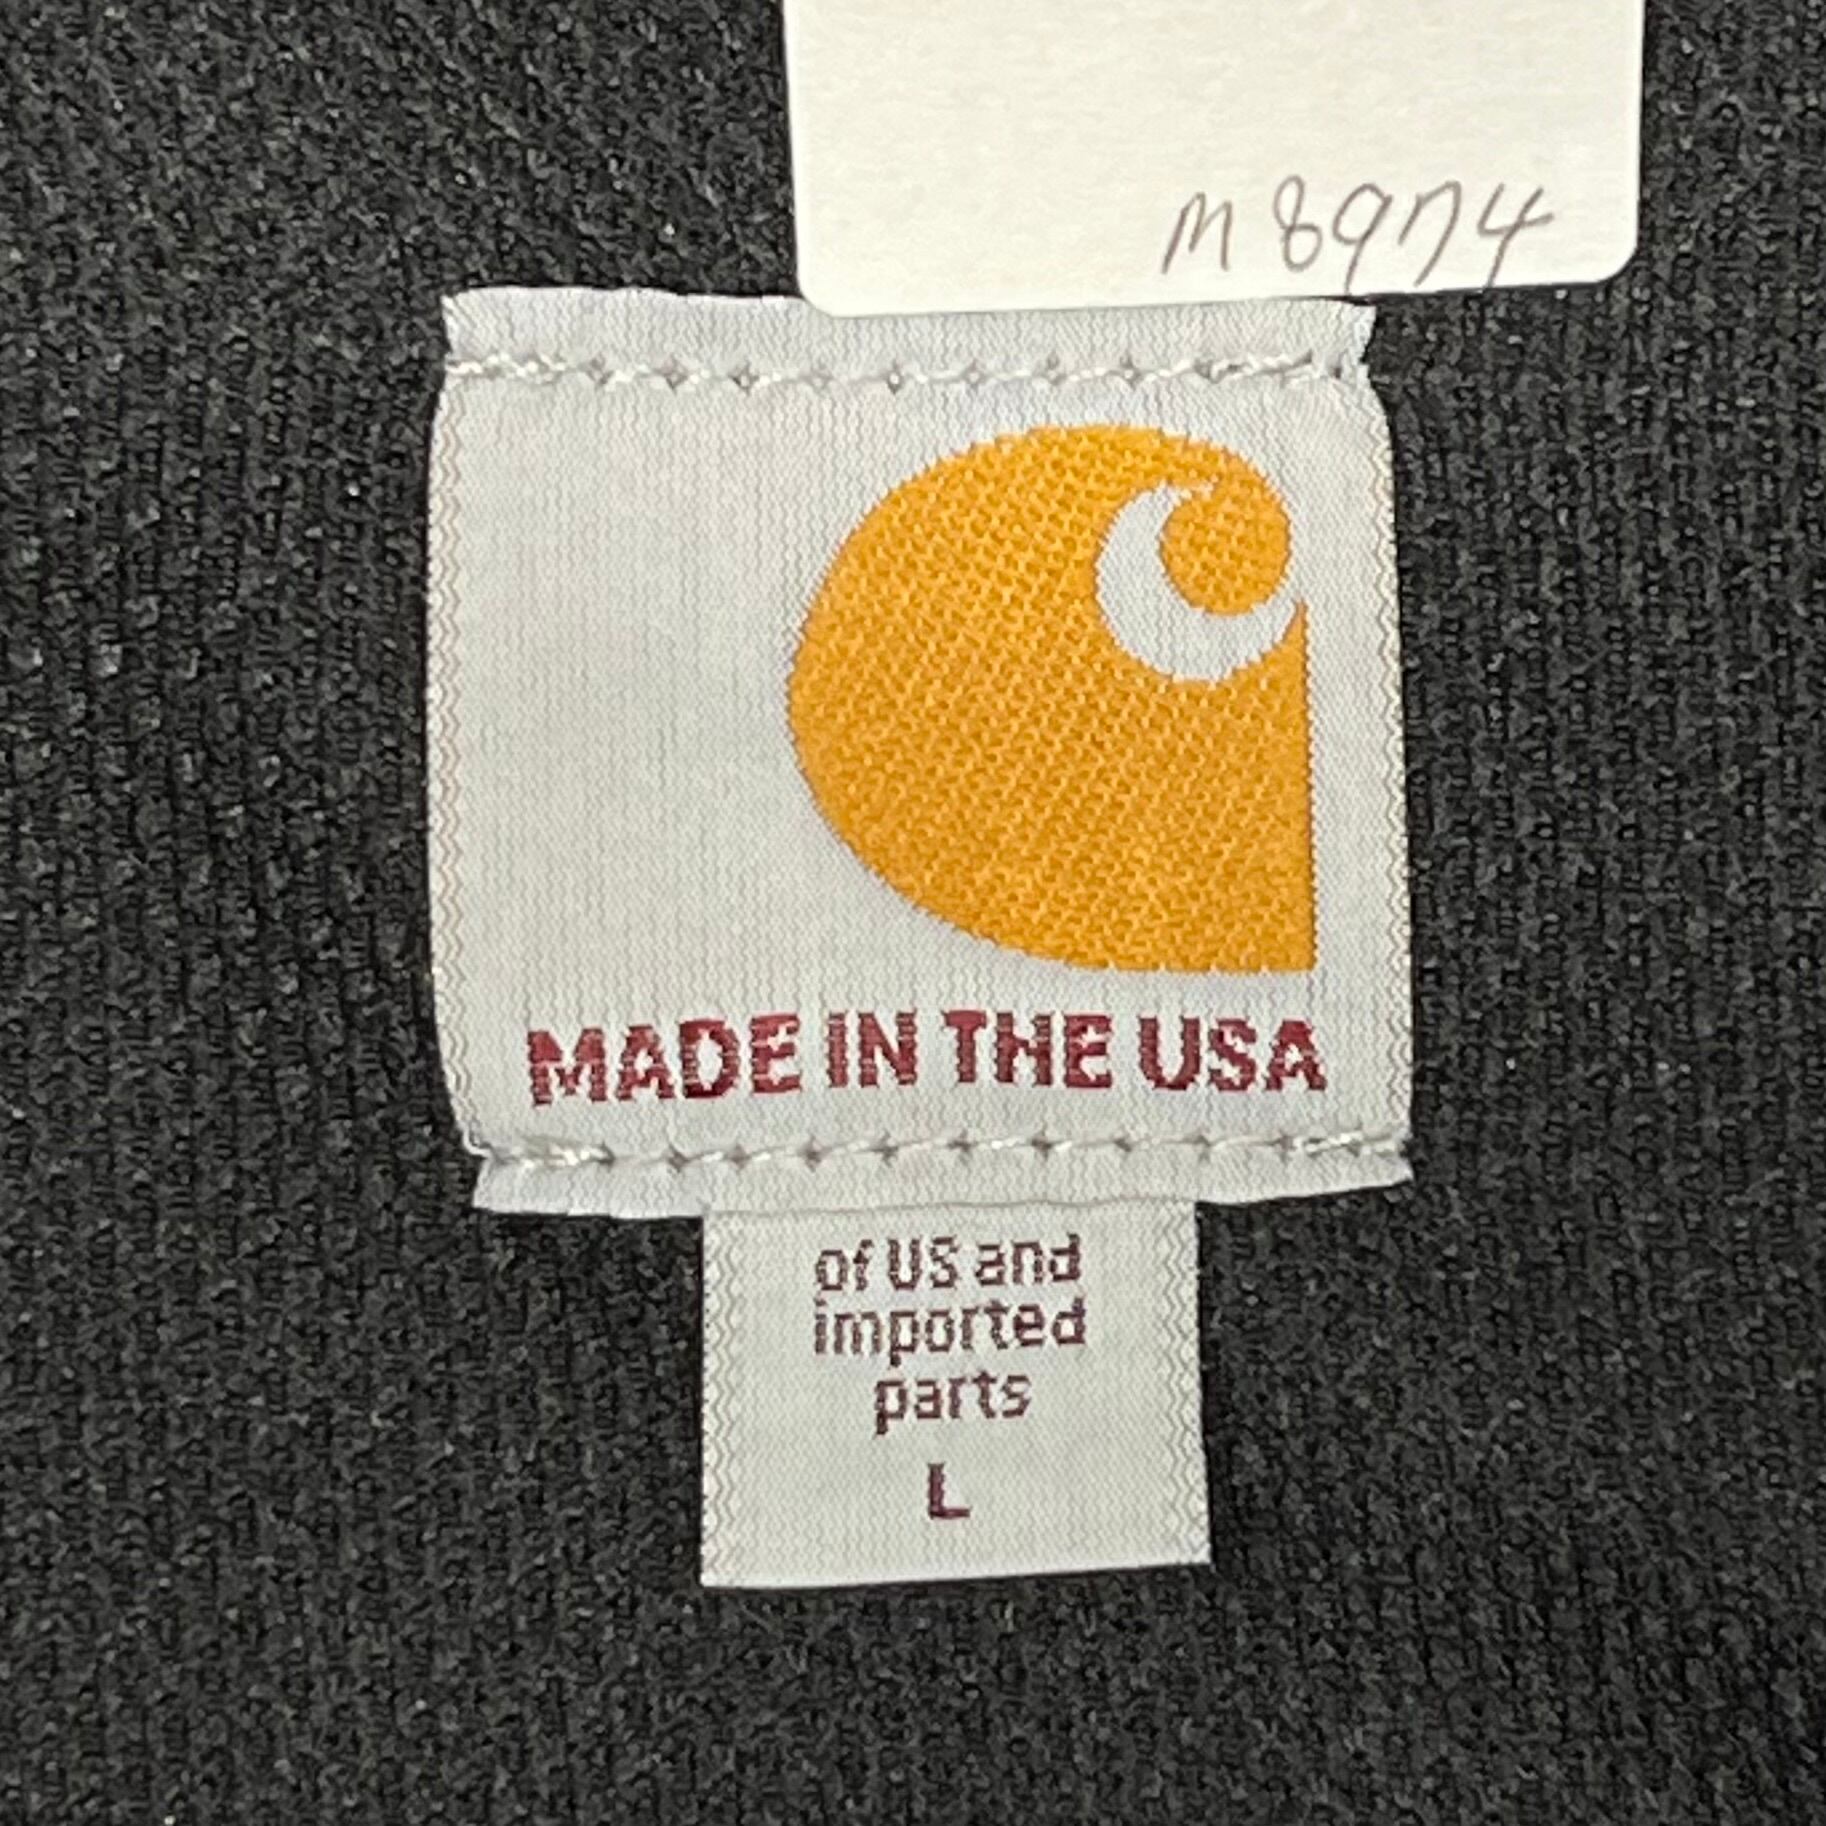 M8974
MADE IN THE USA
of US and
imported
parts
L